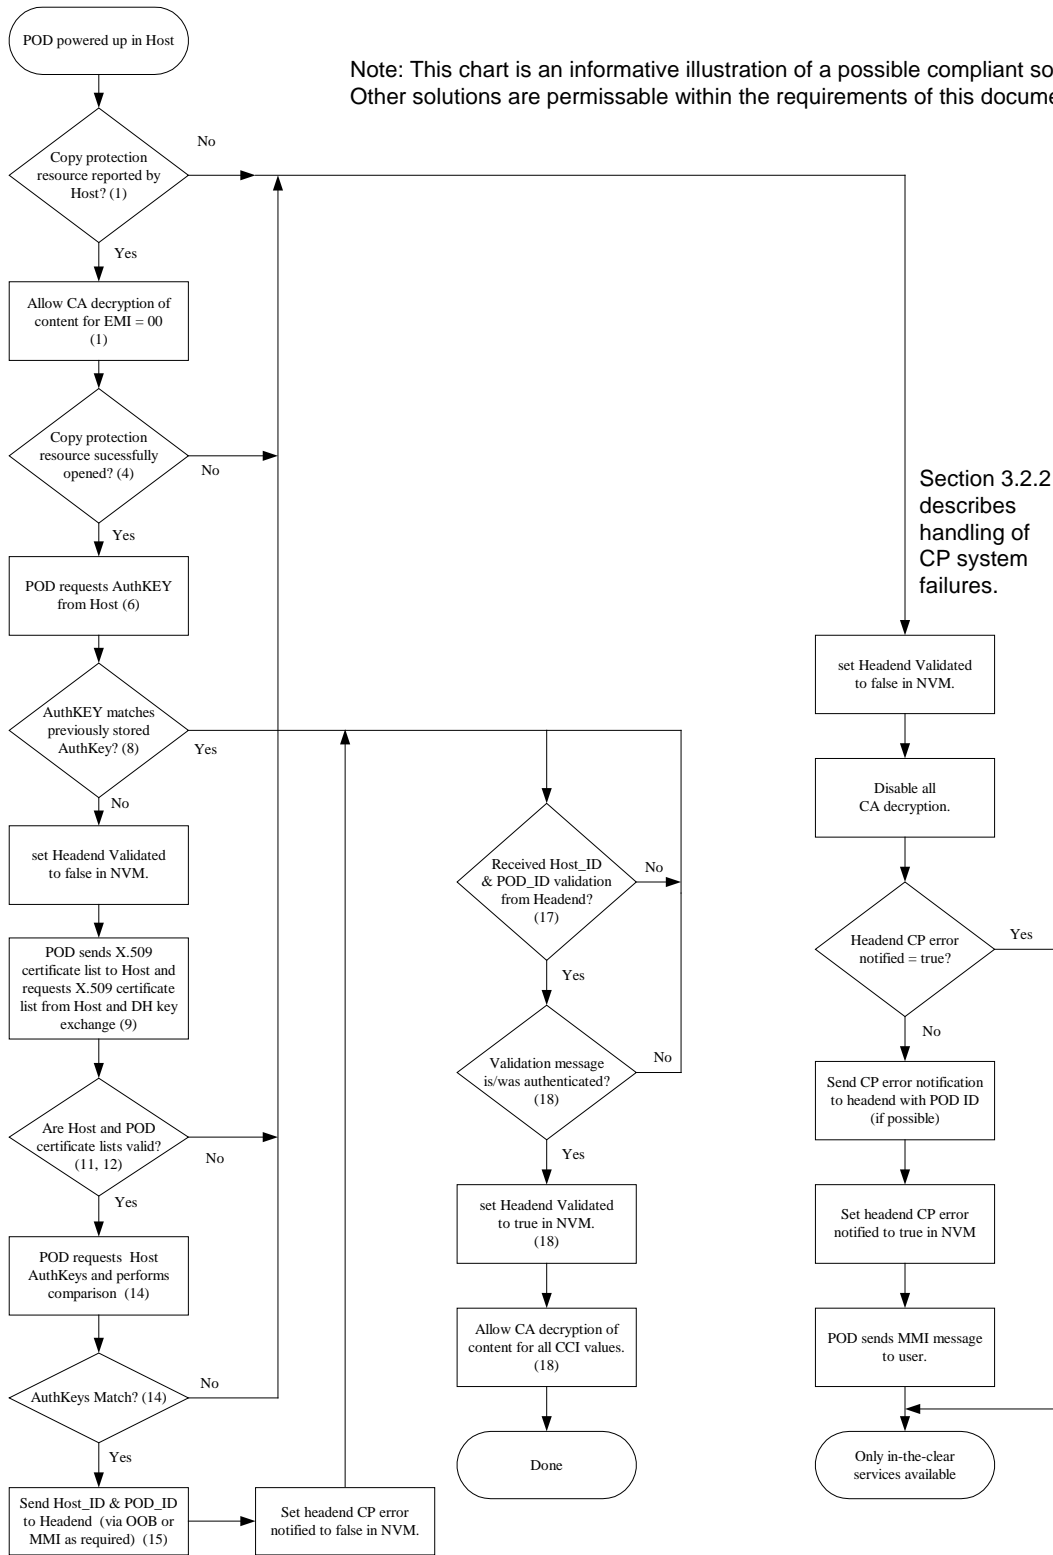 POD powered up in Host
Note: This chart is an informative illustration of a possible compliant so
Other solutions are permissable within the requirements of this docume
Copy protection
resource reported by
Host? (1)
No
Yes
Allow CA decryption of
content for EMI = 00
(1)
Copy protection
resource sucessfully
opened? (4)
No
Yes
POD requests AuthKEY
from Host (6)
AuthKEY matches
previously stored
AuthKey? (8)
Yes
No
set Headend Validated
to false in NVM.
POD sends X.509
certificate list to Host and
requests X.509 certificate
list from Host and DH key
exchange (9)
Are Host and POD
certificate lists valid?
(11, 12)
No
Yes
POD requests Host
AuthKeys and performs
comparison (14)
AuthKeys Match? (14)
No
Yes
Send Host_ID & POD_ID
to Headend (via OOB or
MMI as required) (15)
Set headend CP error
notified to false in NVM.
Received Host_ID
& POD_ID validation
from Headend?
(17)
No
Yes
Validation message
is/was authenticated?
(18)
No
Yes
set Headend Validated
to true in NVM.
(18)
Allow CA decryption of
content for all CCI values.
(18)
Done
Section 3.2.2
describes
handling of
CP system
failures.
set Headend Validated
to false in NVM.
Disable all
CA decryption.
Headend CP error
notified = true?
Yes
No
Send CP error notification
to headend with POD ID
(if possible)
Set headend CP error
notified to true in NVM
POD sends MMI message
to user.
Only in-the-clear
services available